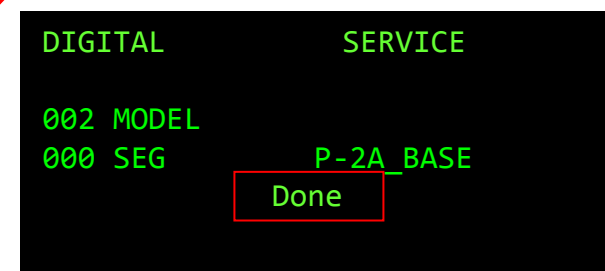 DIGITAL SERVICE
002 MODEL
000 SEG P-2A_BASE
Done